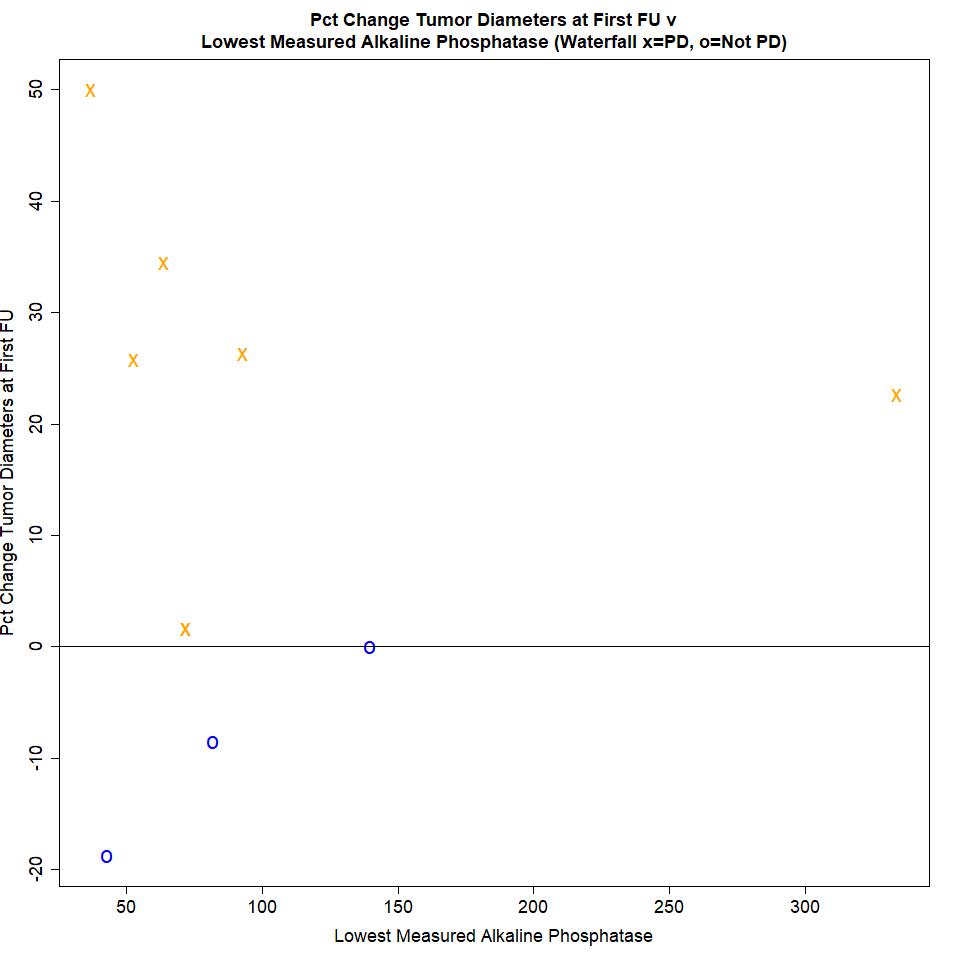 Pct Change Tumor Diameters at First FU v
Lowest Measured Alkaline Phosphatase (Waterfall x=PD, o=Not PD)
Pct Change Tumor Diameters at First FU
50
40
30
20
10
0
-10
-20
X
X
X
X
X
X
O
O
O
50 100 150 200 250 300
Lowest Measured Alkaline Phosphatase